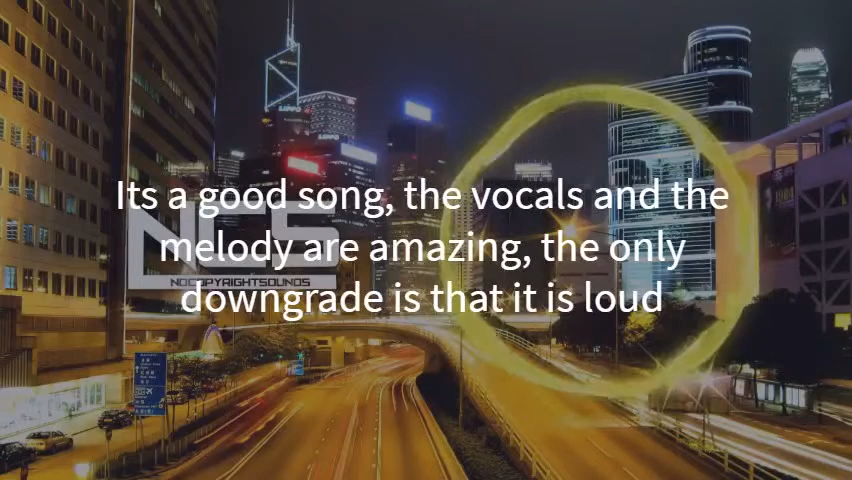 LIPPO
Its a good song, the vocals and the
melody are amazing, the only
downgrade is that it is loud
NCS
NOCOPYRIGHTSOUNDS